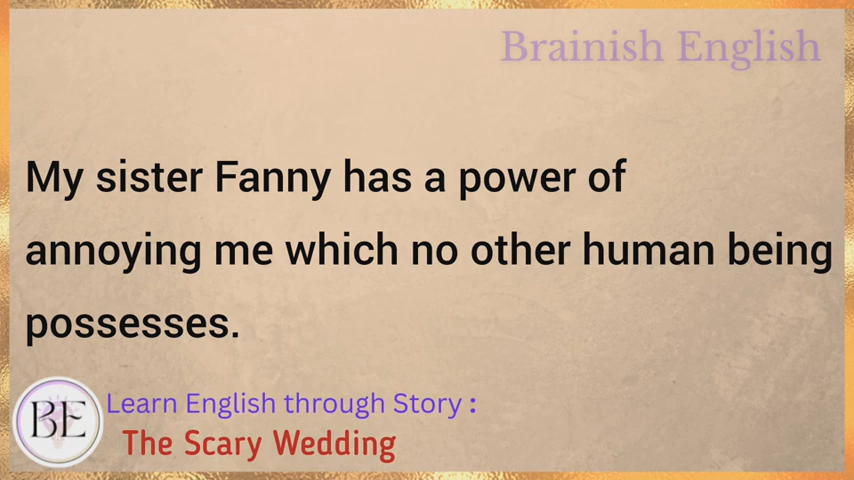 Brainish English
My sister Fanny has a power of
annoying me which no other human being
possesses.
BE
Learn English through Story :
The Scary Wedding